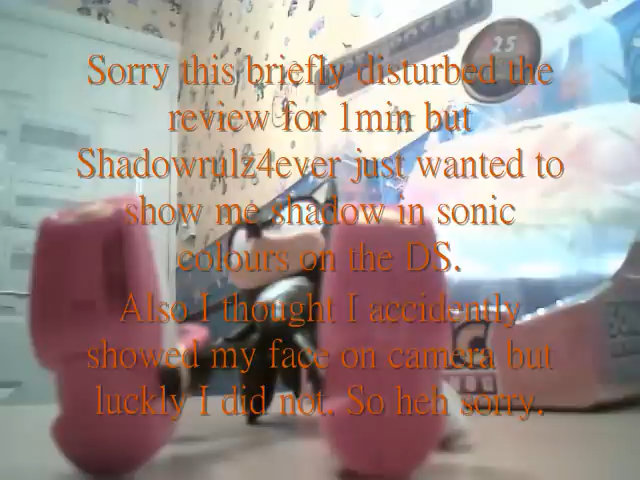 25
Sorry this briefly disturbed the
review for 1min but
Shadowrulz4ever just wanted to
show me shadow in sonic
colours on the DS.
Also I thought I accidently
showed my face on camera but
luckly I did not. So heh sorry.